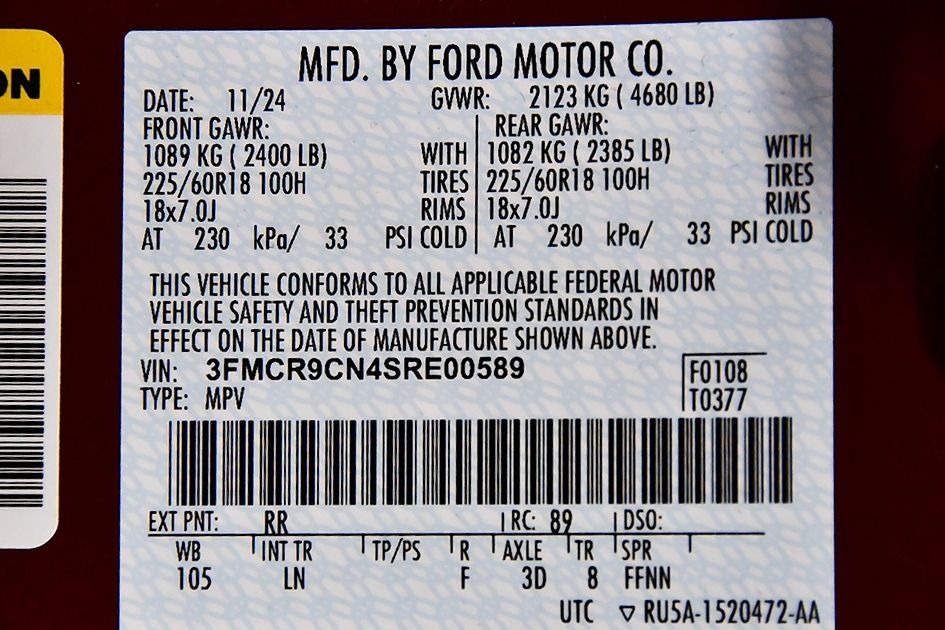 ON
MFD. BY FORD MOTOR CO.
DATE: 11/24 GVWR: 2123 KG ( 4680 LB)
FRONT GAWR: REAR GAWR:
1089 KG ( 2400 LB) WITH 1082 KG ( 2385 LB) WITH
225/60R18 100H TIRES 225/60R18 100H TIRES
18x7.0J RIMS 18x7.0J RIMS
AT 230 kPa/ 33 PSI COLD AT 230 kPa/ 33 PSI COLD
THIS VEHICLE CONFORMS TO ALL APPLICABLE FEDERAL MOTOR
VEHICLE SAFETY AND THEFT PREVENTION STANDARDS IN
EFFECT ON THE DATE OF MANUFACTURE SHOWN ABOVE.
VIN: 3FMCR9CN4SRE00589 F0108
TYPE: MPV T0377
EXT PNT: RR RC: 89 DSO:
WB INT TR TP/PS R AXLE TR SPR
105 LN F 3D 8 FFNN
UTC ▽ RU5A-1520472-AA